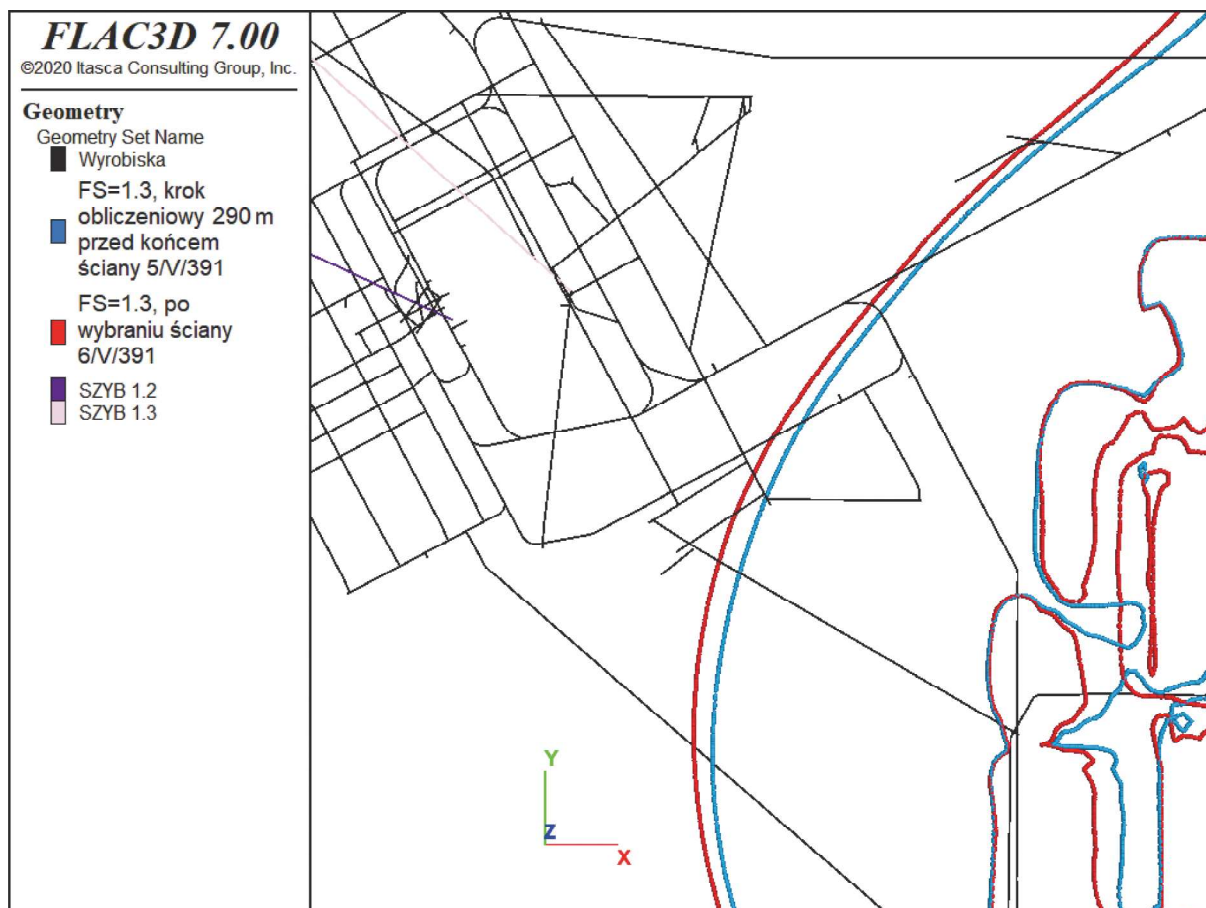 FLAC3D 7.00
©2020 Itasca Consulting Group, Inc.
Geometry
Geometry Set Name
Wyrobiska
FS=1.3, krok
obliczeniowy 290 m
przed końcem
ściany 5/V/391
FS=1.3, po
wybraniu ściany
6/V/391
SZYB 1.2
SZYB 1.3
Y
Z
X